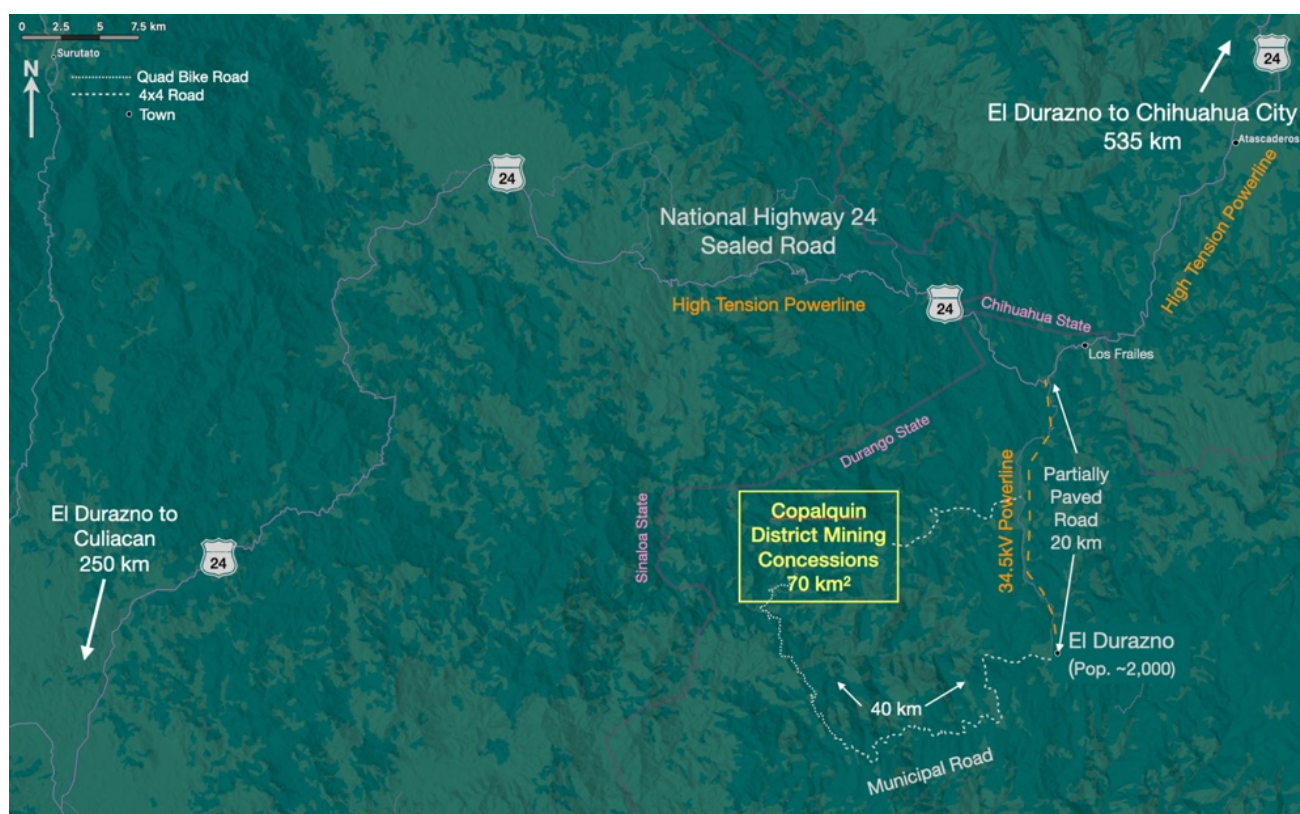 0 2.5 5 7.5 km
Surutato
N
Quad Bike Road
4x4 Road
Town
24
El Durazno to Chihuahua City
535 km
Atascaderos
24
National Highway 24
Sealed Road
High Tension Powerline
High Tension Powerline
24
Chihuahua State
Los Frailes
Durango State
Sinaloa State
34.5kV Powerline
Partially
Paved
Road
20 km
Copalquin
District Mining
Concessions
70 km²
El Durazno to
Culiacan
250 km
24
El Durazno
(Pop. ~2,000)
40 km
Municipal Road